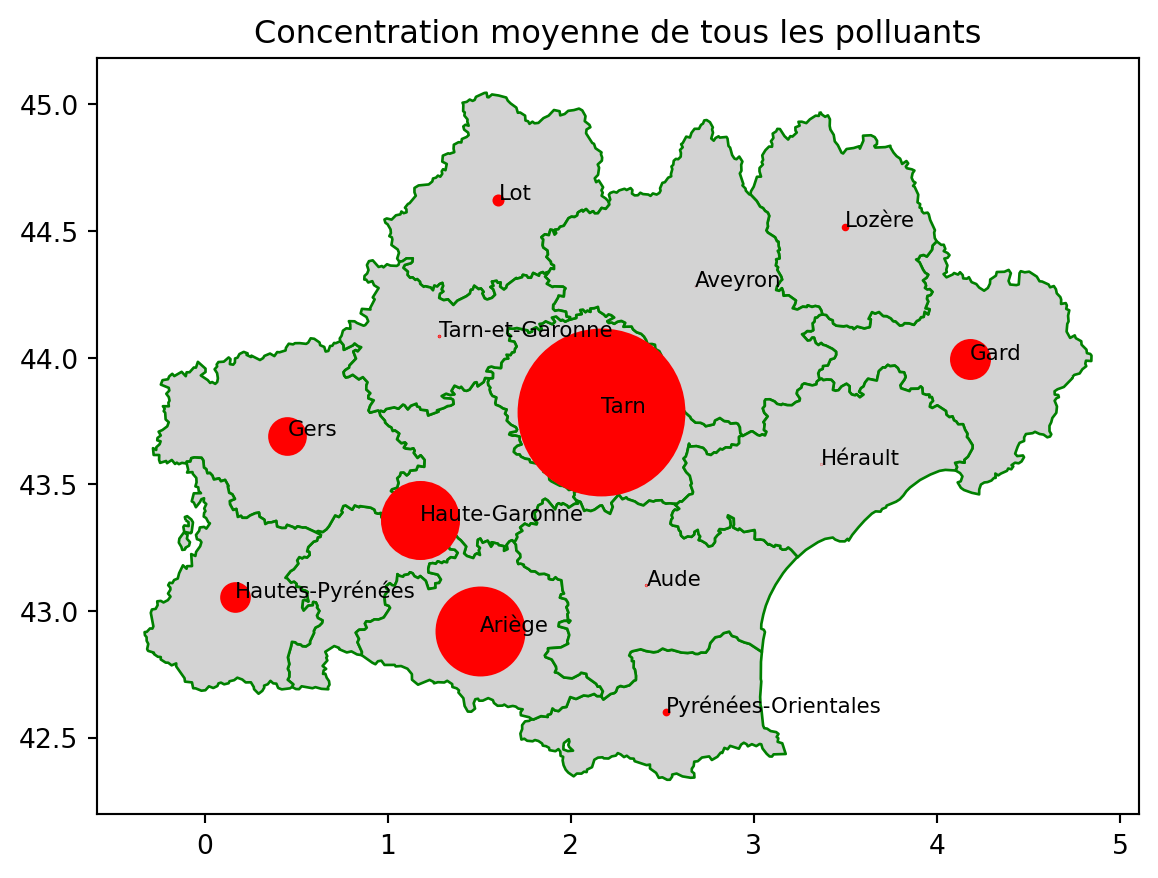 Concentration moyenne de tous les polluants
45.0
44.5
44.0
43.5
43.0
42.5
Lot
Lozère
Aveyron
Tarn-et-Garonne
Gard
Tarn
Gers
Hérault
Haute-Garonne
Hautes-Pyrénées
Aude
Ariège
Pyrénées-Orientales
0 1 2 3 4 5